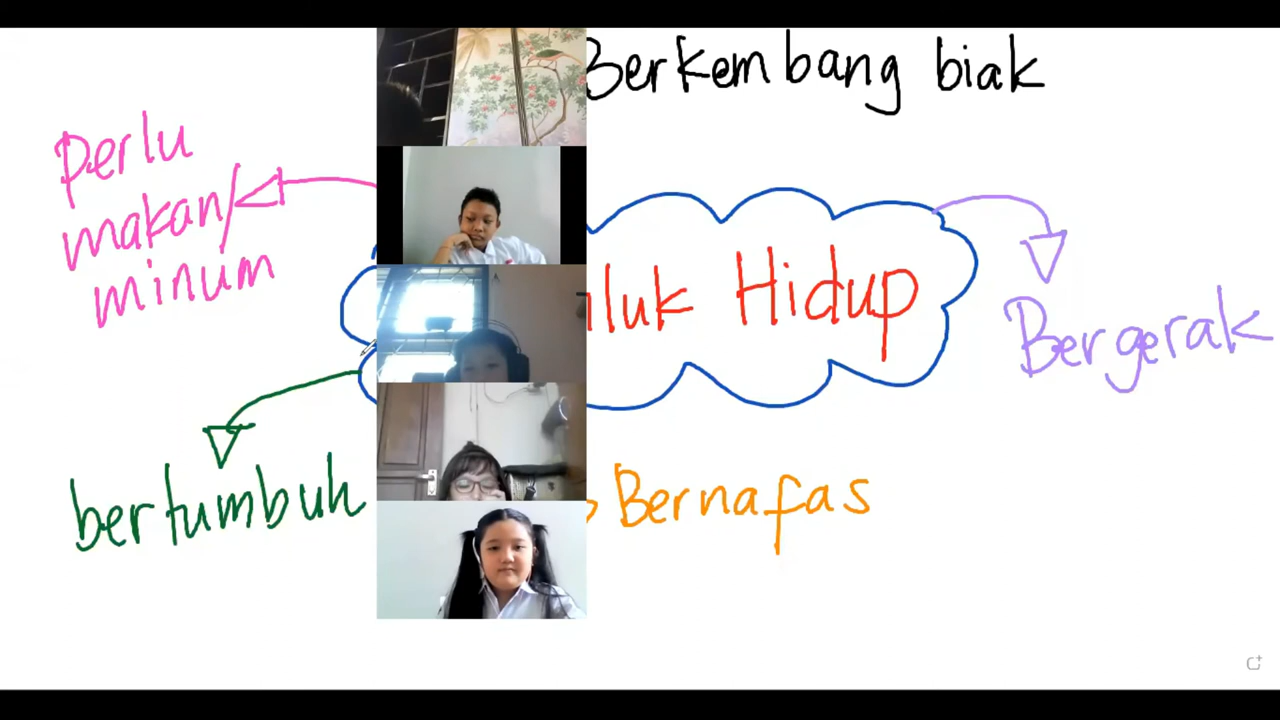 Berkembang biak
Perlu
makan/
minum
luk Hidup
Bergerak
bertumbuh
Bernafas